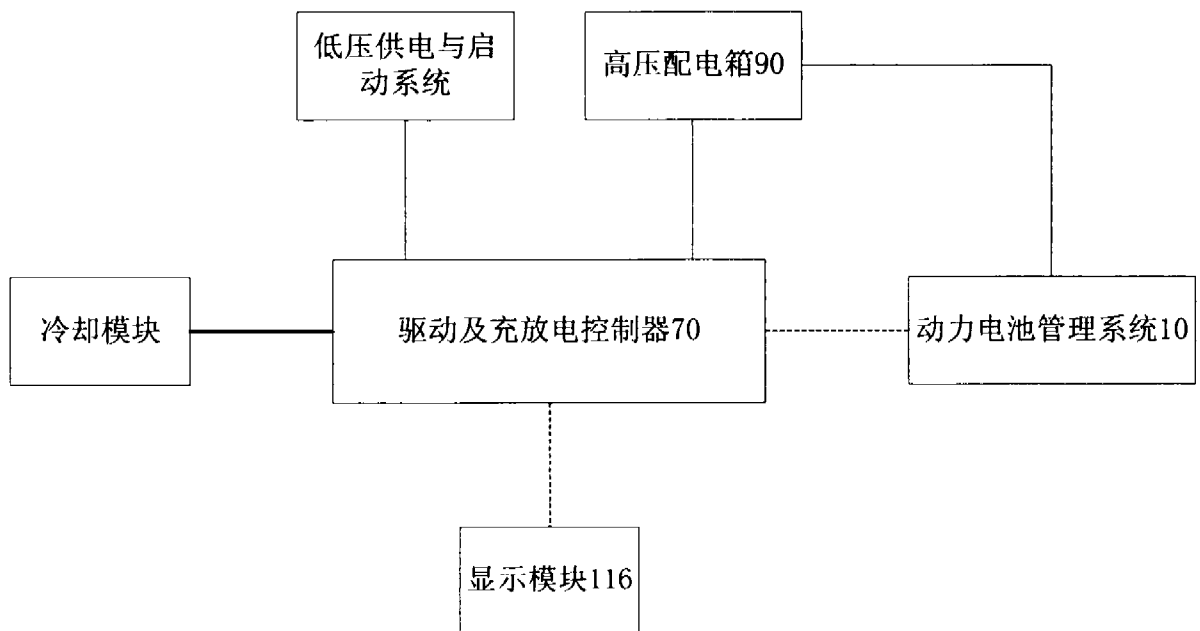 低压供电与启
动系统
高压配电箱90
冷却模块
驱动及充放电控制器70
动力电池管理系统10
显示模块116